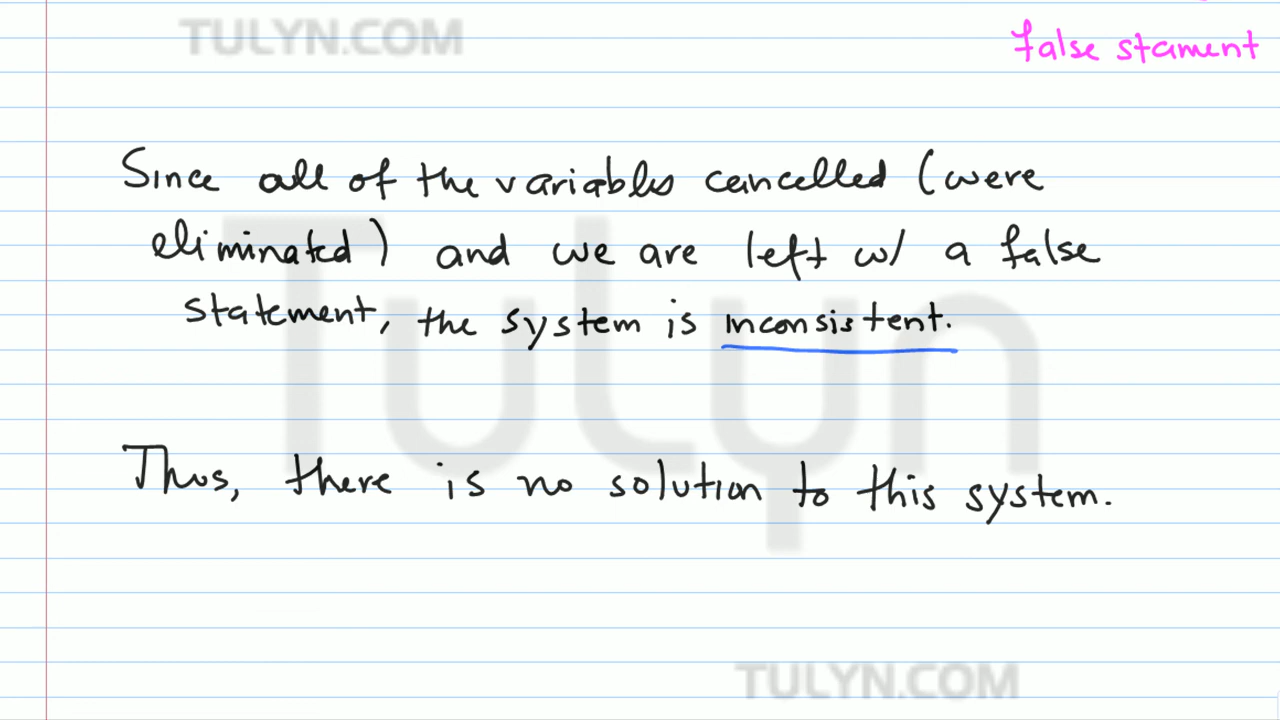 TULYN.COM
false stament
Since all of the variables cancelled (were
eliminated) and we are left w/ a false
statement, the system is inconsistent.
Tulyn
Thus, there is no solution to this system.
TULYN.COM